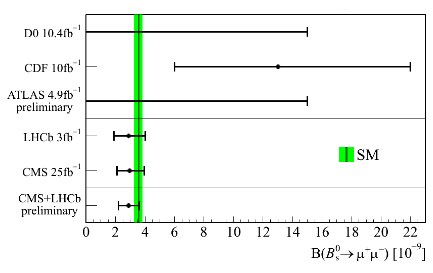 D0 10.4fb⁻¹
CDF 10fb⁻¹
ATLAS 4.9fb⁻¹
preliminary
LHCb 3fb⁻¹
SM
CMS 25fb⁻¹
CMS+LHCb
preliminary
0 2 4 6 8 10 12 14 16 18 20 22
B(B⁰ₛ→μ⁺μ⁻) [10⁻⁹]